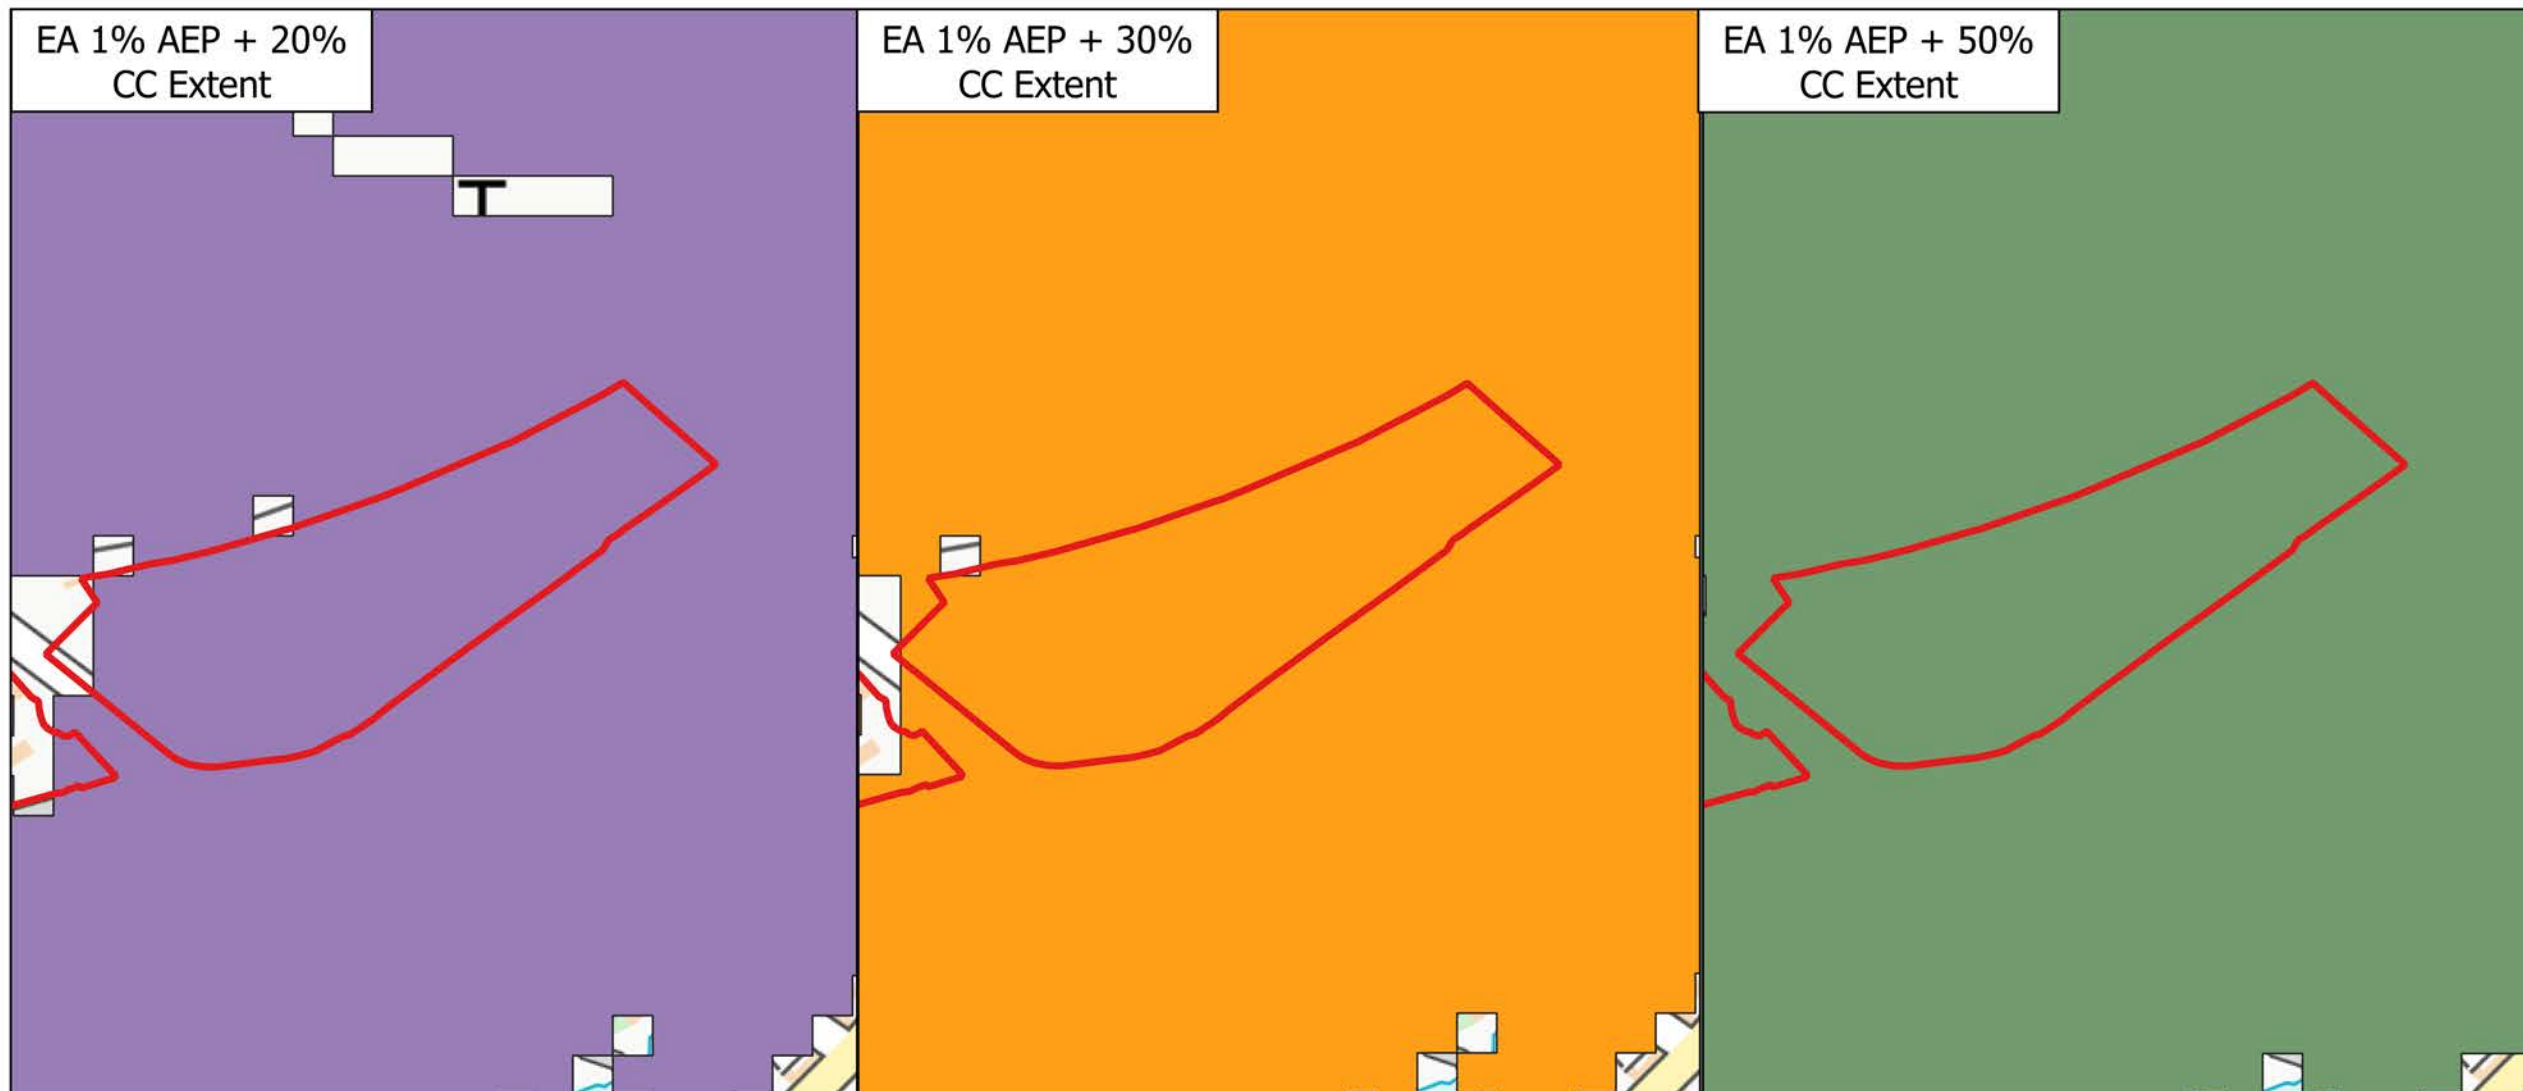 EA 1% AEP + 20%
CC Extent
EA 1% AEP + 30%
CC Extent
EA 1% AEP + 50%
CC Extent
T